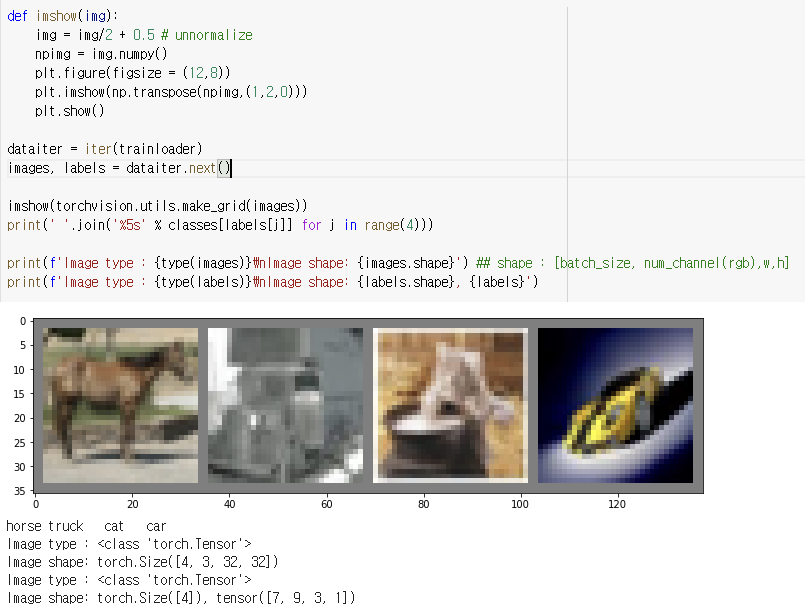 def imshow(img):
    img = img/2 + 0.5 # unnormalize
    npimg = img.numpy()
    plt.figure(figsize = (12,8))
    plt.imshow(np.transpose(npimg,(1,2,0)))
    plt.show()
dataiter = iter(trainloader)
images, labels = dataiter.next()
imshow(torchvision.utils.make_grid(images))
print(' '.join('%5s' % classes[labels[j]] for j in range(4)))
print(f'Image type : {type(images)}₩nImage shape: {images.shape}') ## shape : [batch_size, num_channel(rgb),w,h]
print(f'Image type : {type(labels)}₩nImage shape: {labels.shape}, {labels}')
0
5
10
15
20
25
30
35
0 20 40 60 80 100 120
horse truck   cat   car
Image type : <class 'torch.Tensor'>
Image shape: torch.Size([4, 3, 32, 32])
Image type : <class 'torch.Tensor'>
Image shape: torch.Size([4]), tensor([7, 9, 3, 1])